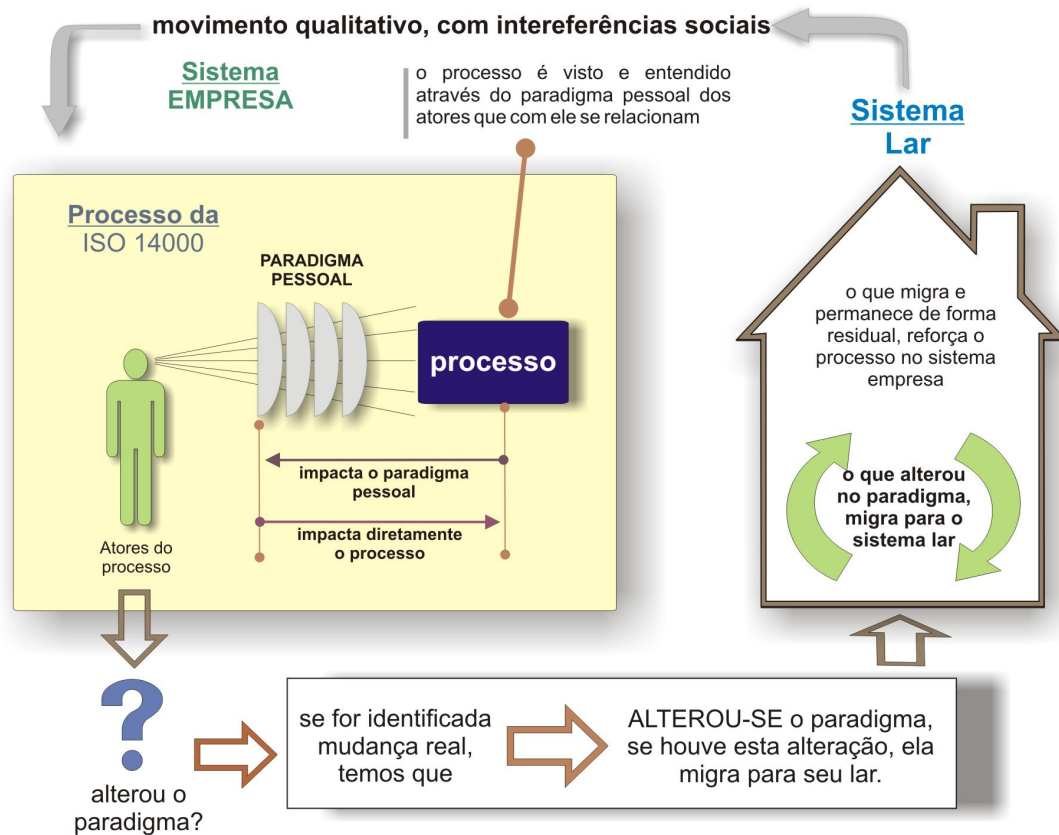 movimento qualitativo, com intereferências sociais
Sistema
EMPRESA
o processo é visto e entendido
através do paradigma pessoal dos
atores que com ele se relacionam
Sistema
Lar
Processo da
ISO 14000
PARADIGMA
PESSOAL
processo
impacta o paradigma
pessoal
impacta diretamente
o processo
Atores do
processo
o que migra e
permanece de forma
residual, reforça o
processo no sistema
empresa
o que alterou
no paradigma,
migra para o
sistema lar
?
alterou o
paradigma?
se for identificada
mudança real,
temos que
ALTEROU-SE o paradigma,
se houve esta alteração, ela
migra para seu lar.